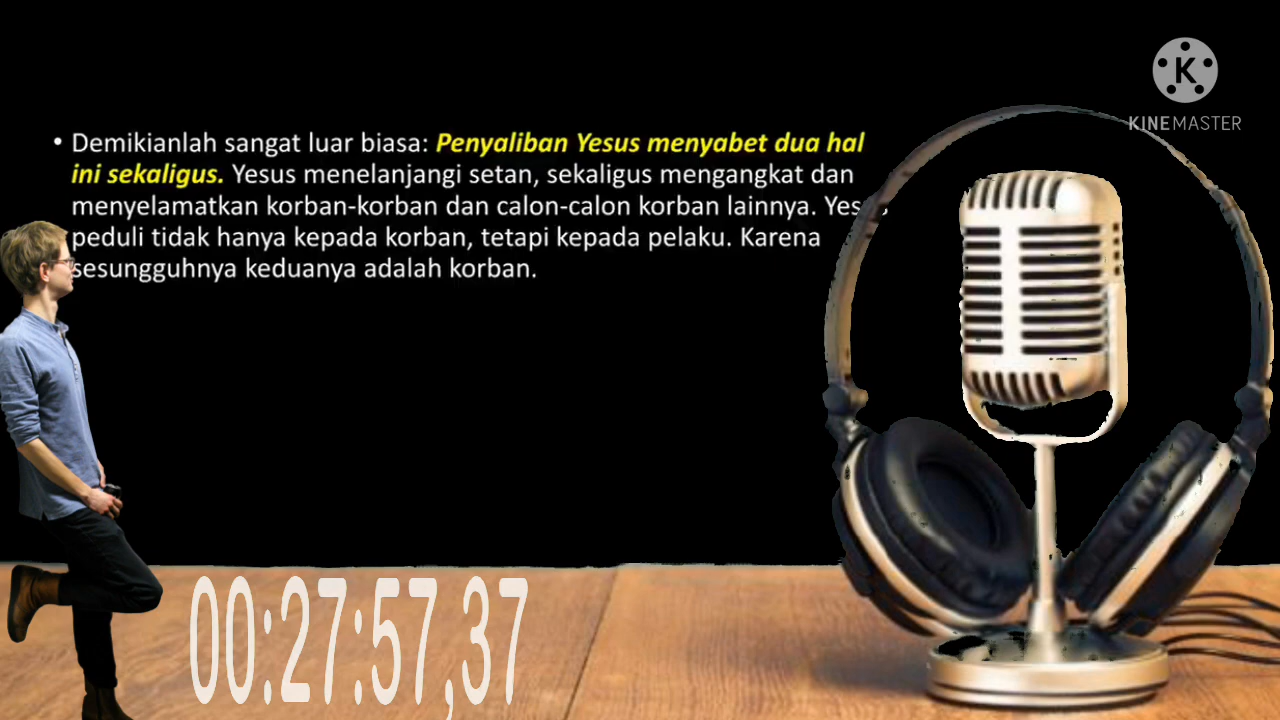 • Demikianlah sangat luar biasa: Penyaliban Yesus menyabet dua hal
ini sekaligus. Yesus menelanjangi setan, sekaligus mengangkat dan
menyelamatkan korban-korban dan calon-calon korban lainnya. Yesus
peduli tidak hanya kepada korban, tetapi kepada pelaku. Karena
sesungguhnya keduanya adalah korban.
K
KINEMASTER
00:27:57,37